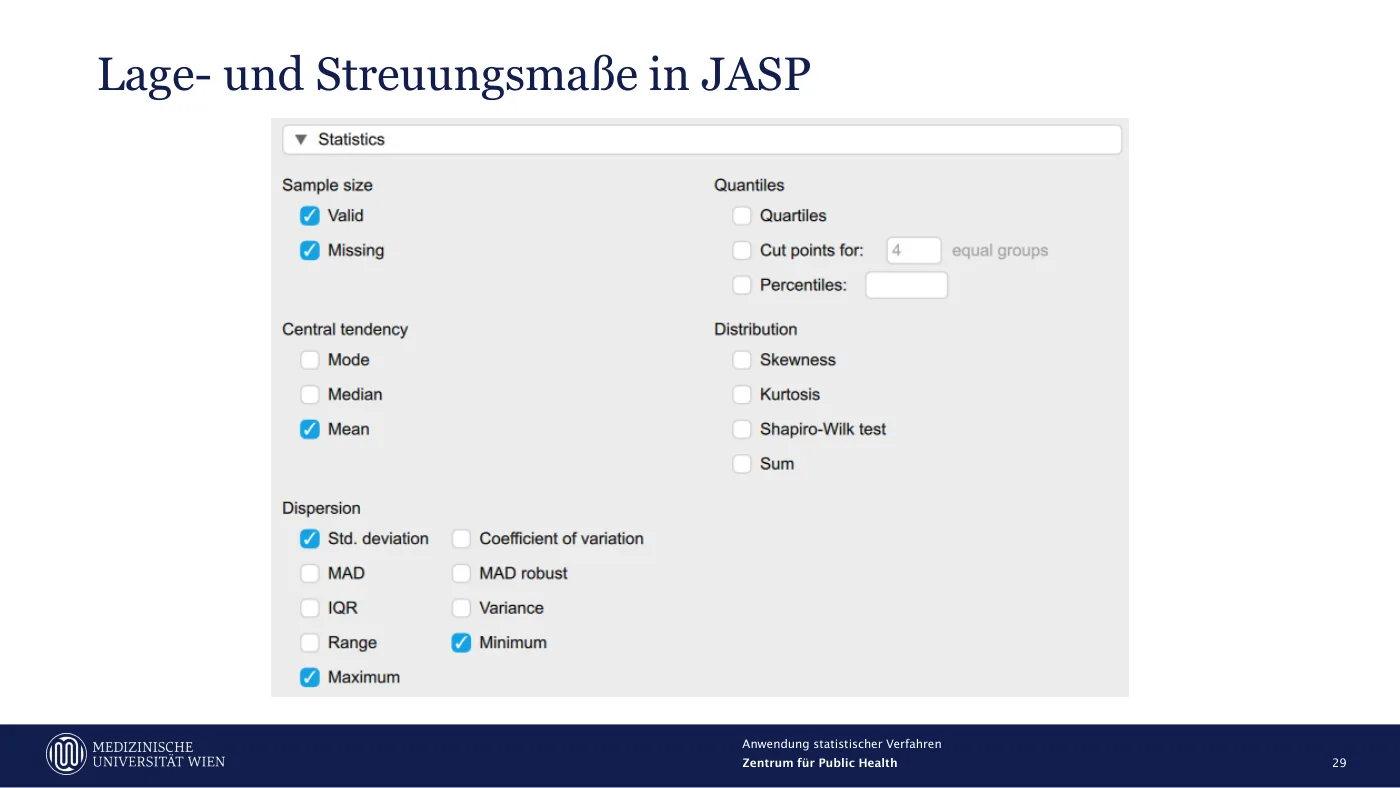 Lage- und Streuungsmaße in JASP
Statistics
Sample size
Valid
Missing
Quantiles
Quartiles
Cut points for: 4 equal groups
Percentiles:
Central tendency
Mode
Median
Mean
Distribution
Skewness
Kurtosis
Shapiro-Wilk test
Sum
Dispersion
Std. deviation Coefficient of variation
MAD MAD robust
IQR Variance
Range Minimum
Maximum
MEDIZINISCHE
UNIVERSITÄT WIEN
Anwendung statistischer Verfahren
Zentrum für Public Health
29